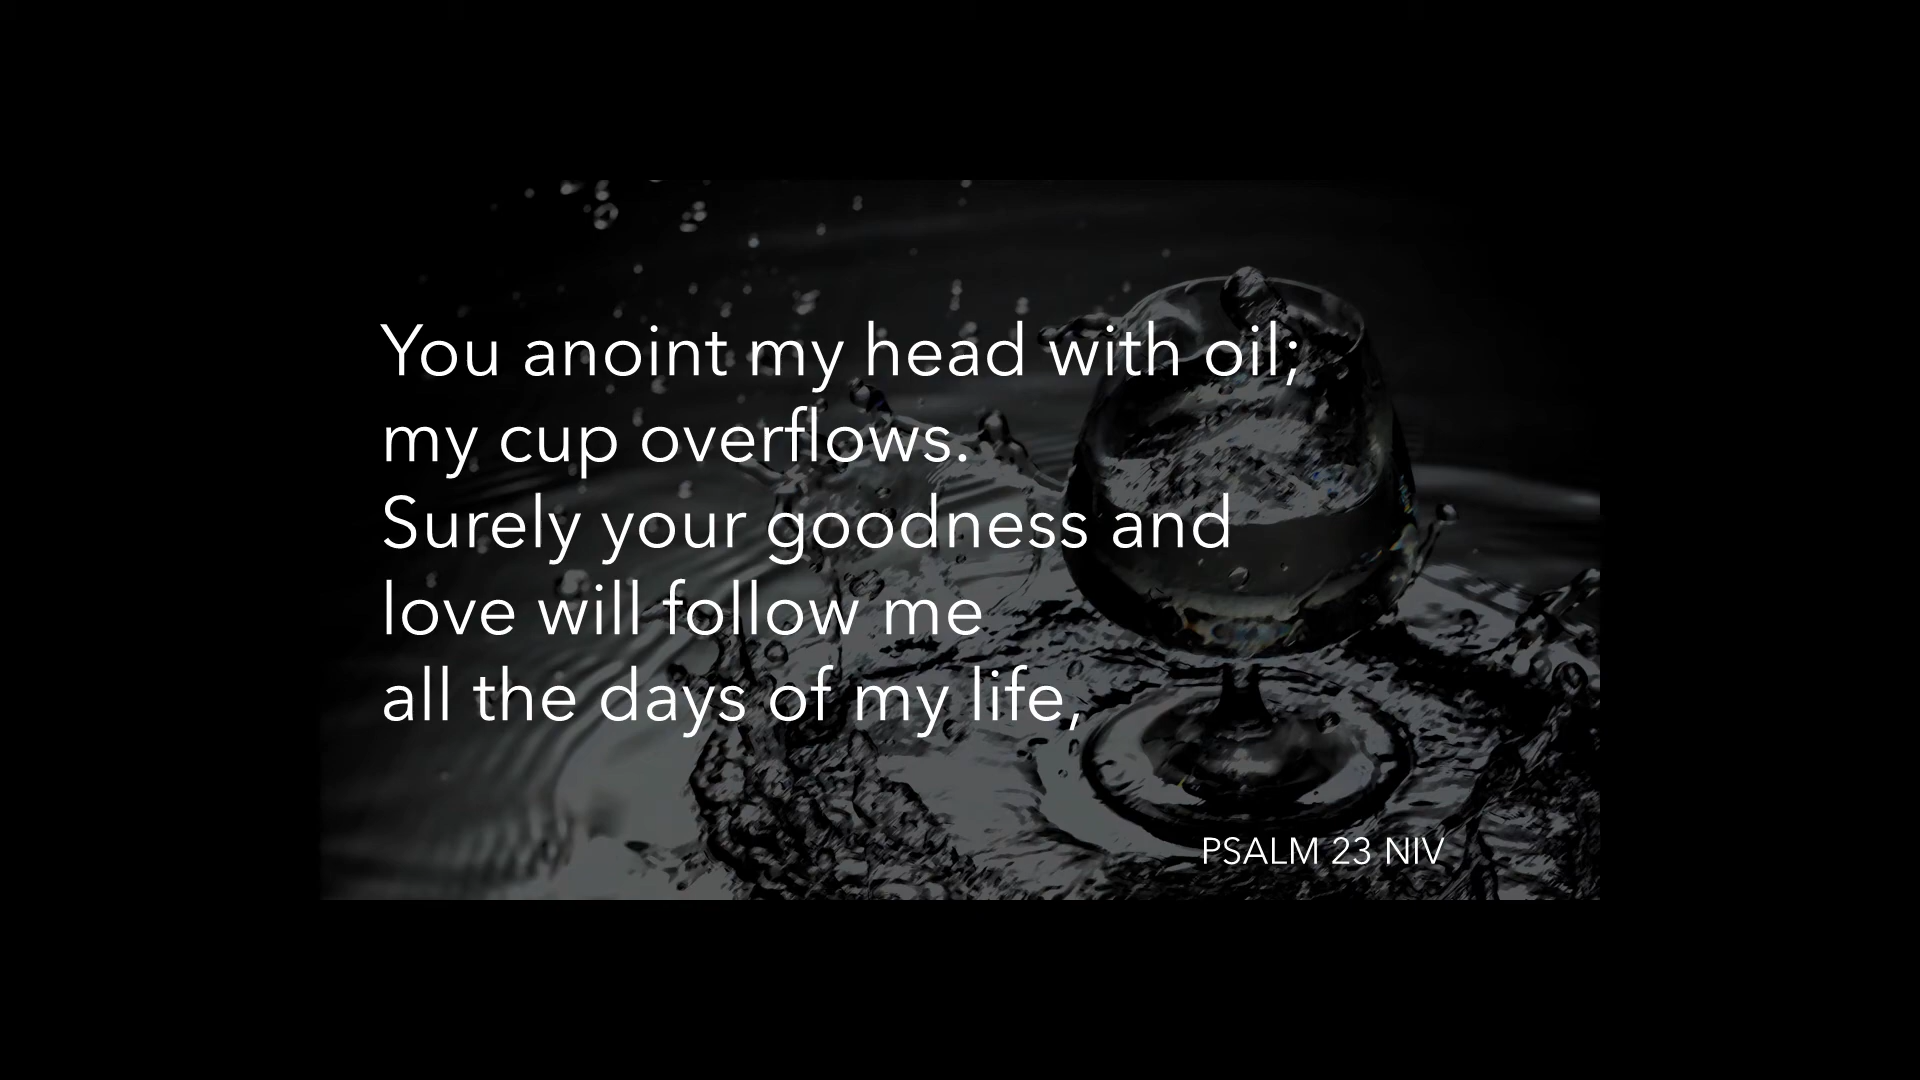 You anoint my head with oil;
my cup overflows.
Surely your goodness and
love will follow me
all the days of my life,
PSALM 23 NIV